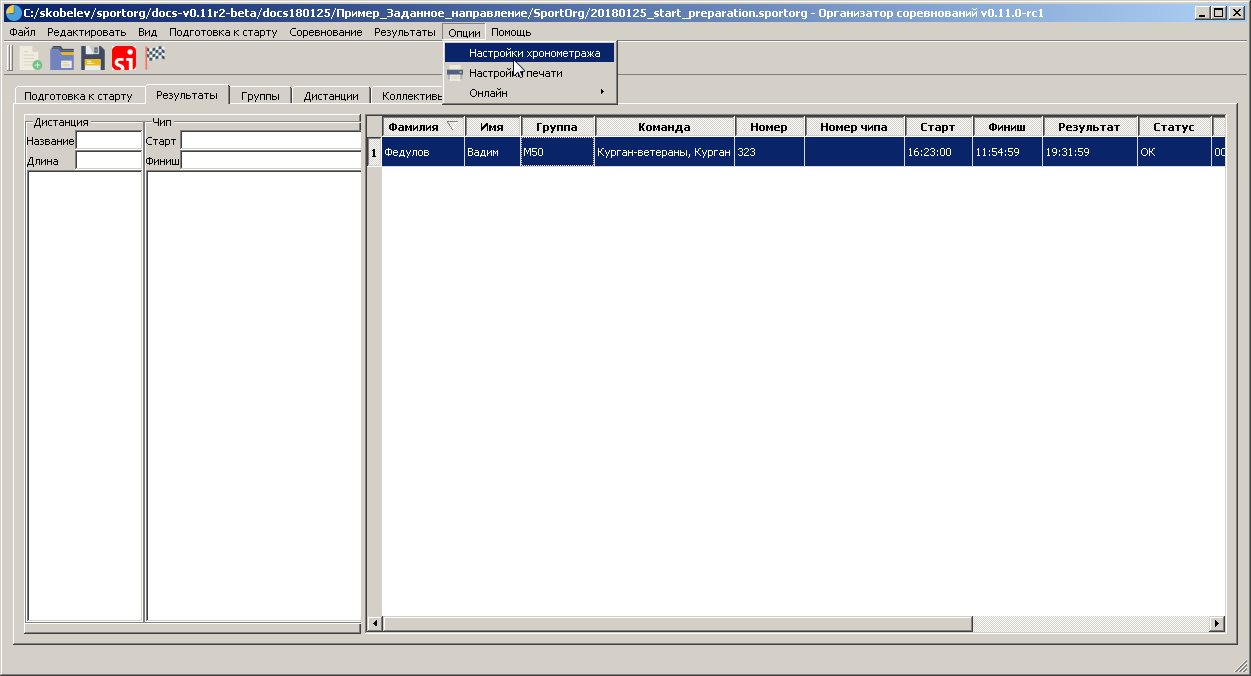 C:/skobelev/sportorg/docs-v0.11r2-beta/docs180125/Пример_Заданное_направление/SportOrg/20180125_start_preparation.sportorg - Организатор соревнований v0.11.0-rc1
Файл Редактировать Вид Подготовка к старту Соревнование Результаты Опции Помощь
si
Настройки хронометража
Настройки печати
Онлайн
Подготовка к старту Результаты Группы Дистанции Коллективы
Дистанция Чип
Название Старт
Длина Финиш
Фамилия Имя Группа Команда Номер Номер чипа Старт Финиш Результат Статус
1 Федулов Вадим М50 Курган-ветераны, Курган 323 16:23:00 11:54:59 19:31:59 ОК 00